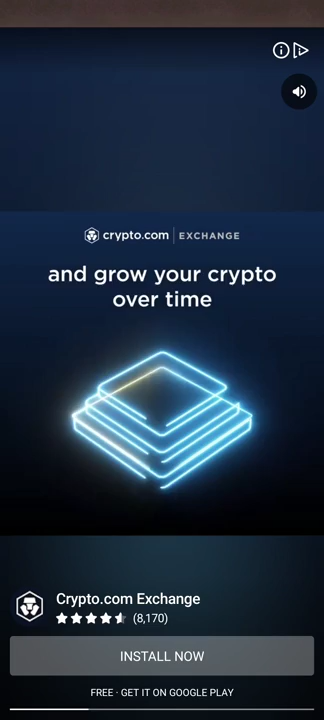 crypto.com | EXCHANGE
and grow your crypto
over time
Crypto.com Exchange
(8,170)
INSTALL NOW
FREE · GET IT ON GOOGLE PLAY